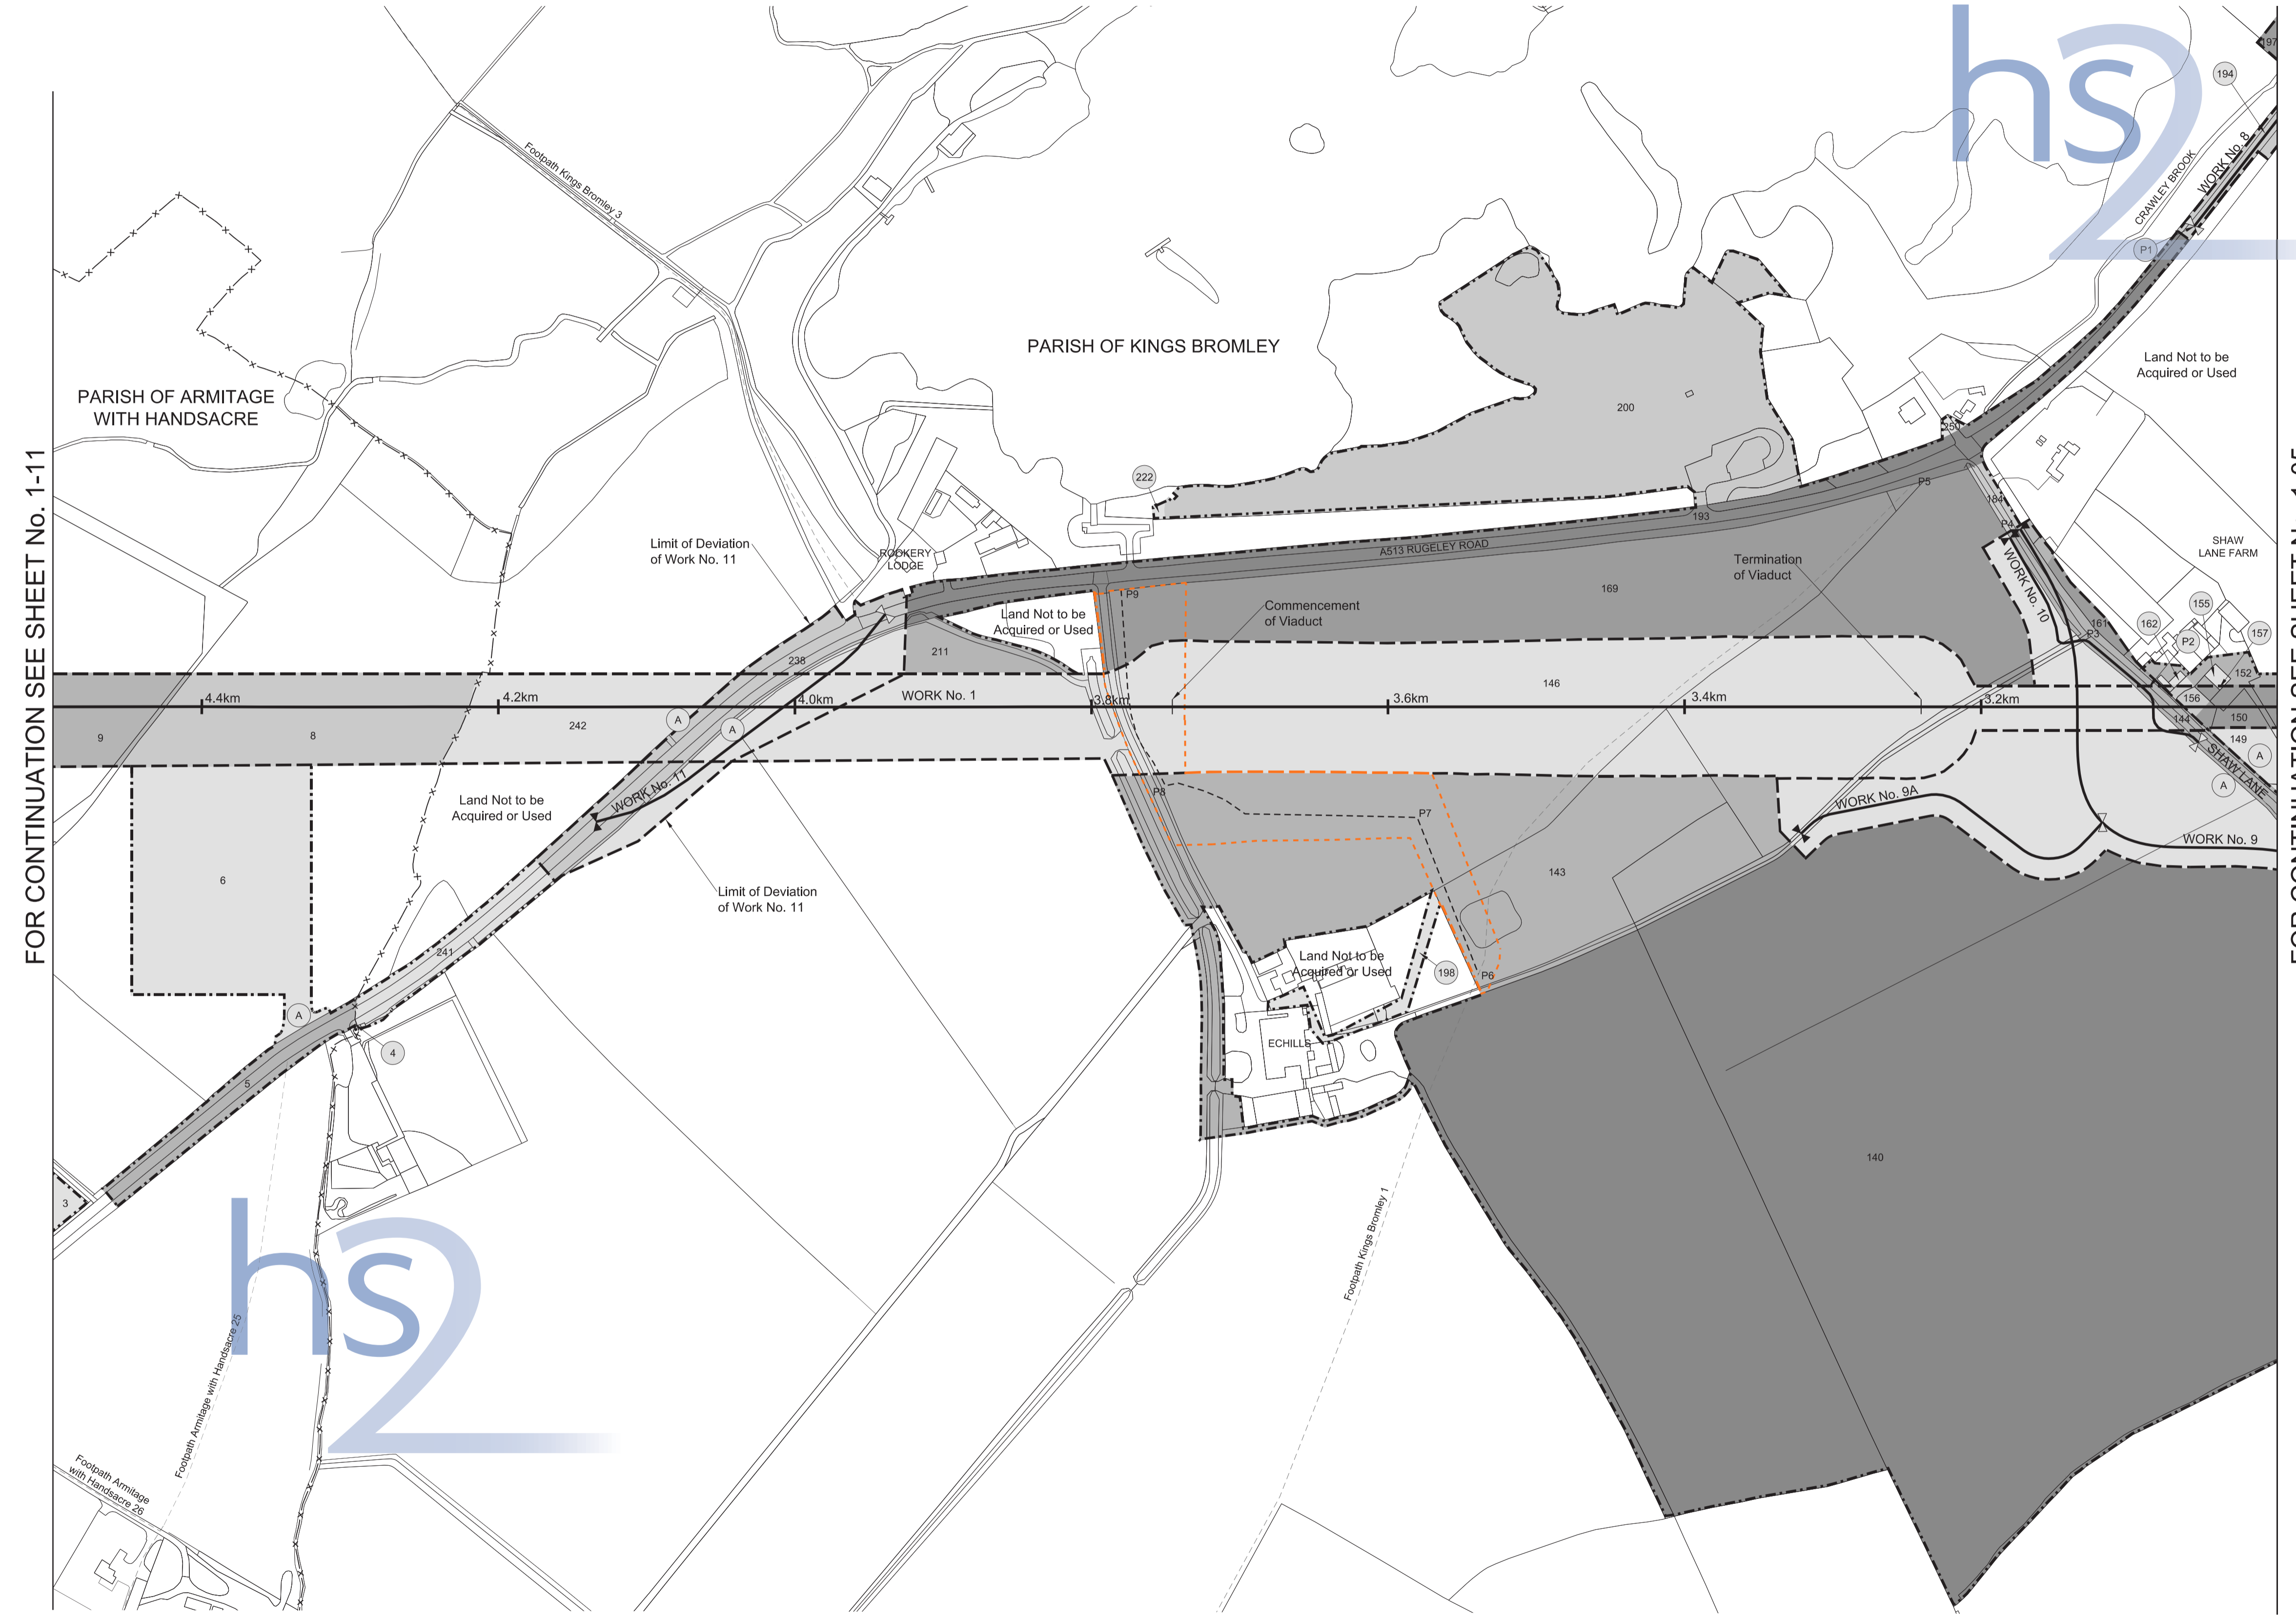 hs2
197
194
WORK No. 8
CRAWLEY BROOK
P1
Footpath Kings Bromley 3
PARISH OF KINGS BROMLEY
Land Not to be
Acquired or Used
PARISH OF ARMITAGE
WITH HANDSACRE
200
250
FOR CONTINUATION SEE SHEET No. 1-11
222
P5
184
193
P4
Limit of Deviation
of Work No. 11
ROOKERY
LODGE
A513 RUGELEY ROAD
SHAW
LANE FARM
Termination
of Viaduct
WORK No. 10
169
P9
Commencement
of Viaduct
Land Not to be
Acquired or Used
155
162
161
P3
P2
157
211
238
152
146
4.4km
4.2km
4.0km
WORK No. 1
3.8km
3.6km
3.4km
3.2km
156
144
150
A
A
242
9
8
149
A
SHAW LANE
A
WORK No. 11
P8
Land Not to be
Acquired or Used
P7
WORK No. 9A
WORK No. 9
6
143
Limit of Deviation
of Work No. 11
241
Land Not to be
Acquired or Used
198
P6
A
4
ECHILLS
5
140
3
Footpath Kings Bromley 1
hs2
Footpath Armitage with Handsacre 25
Footpath Armitage
with Handsacre 26